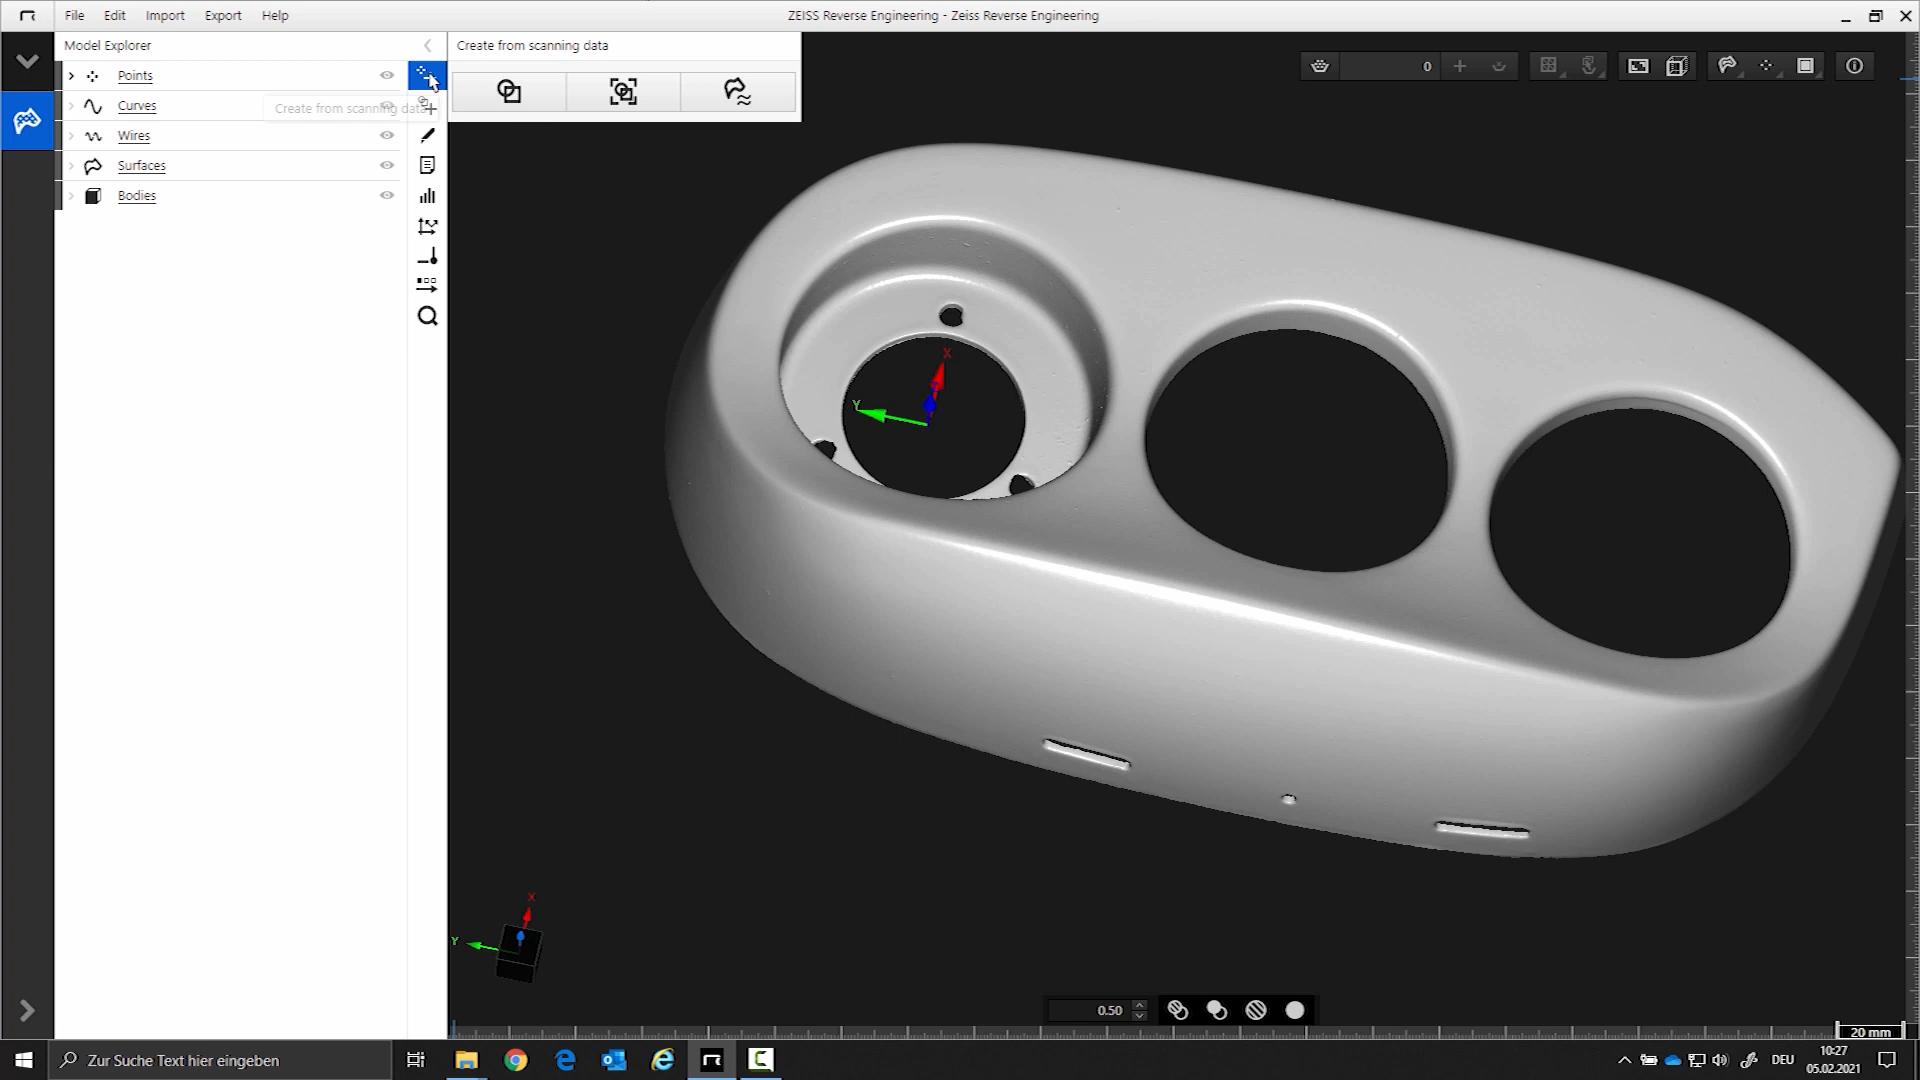 File Edit Import Export Help
ZEISS Reverse Engineering - Zeiss Reverse Engineering
Model Explorer
Create from scanning data
Points
Curves
Create from scanning data
Wires
Surfaces
Bodies
0
X
Y
X
Y
0.50
20 mm
Zur Suche Text hier eingeben
DEU
10:27
05.02.2021